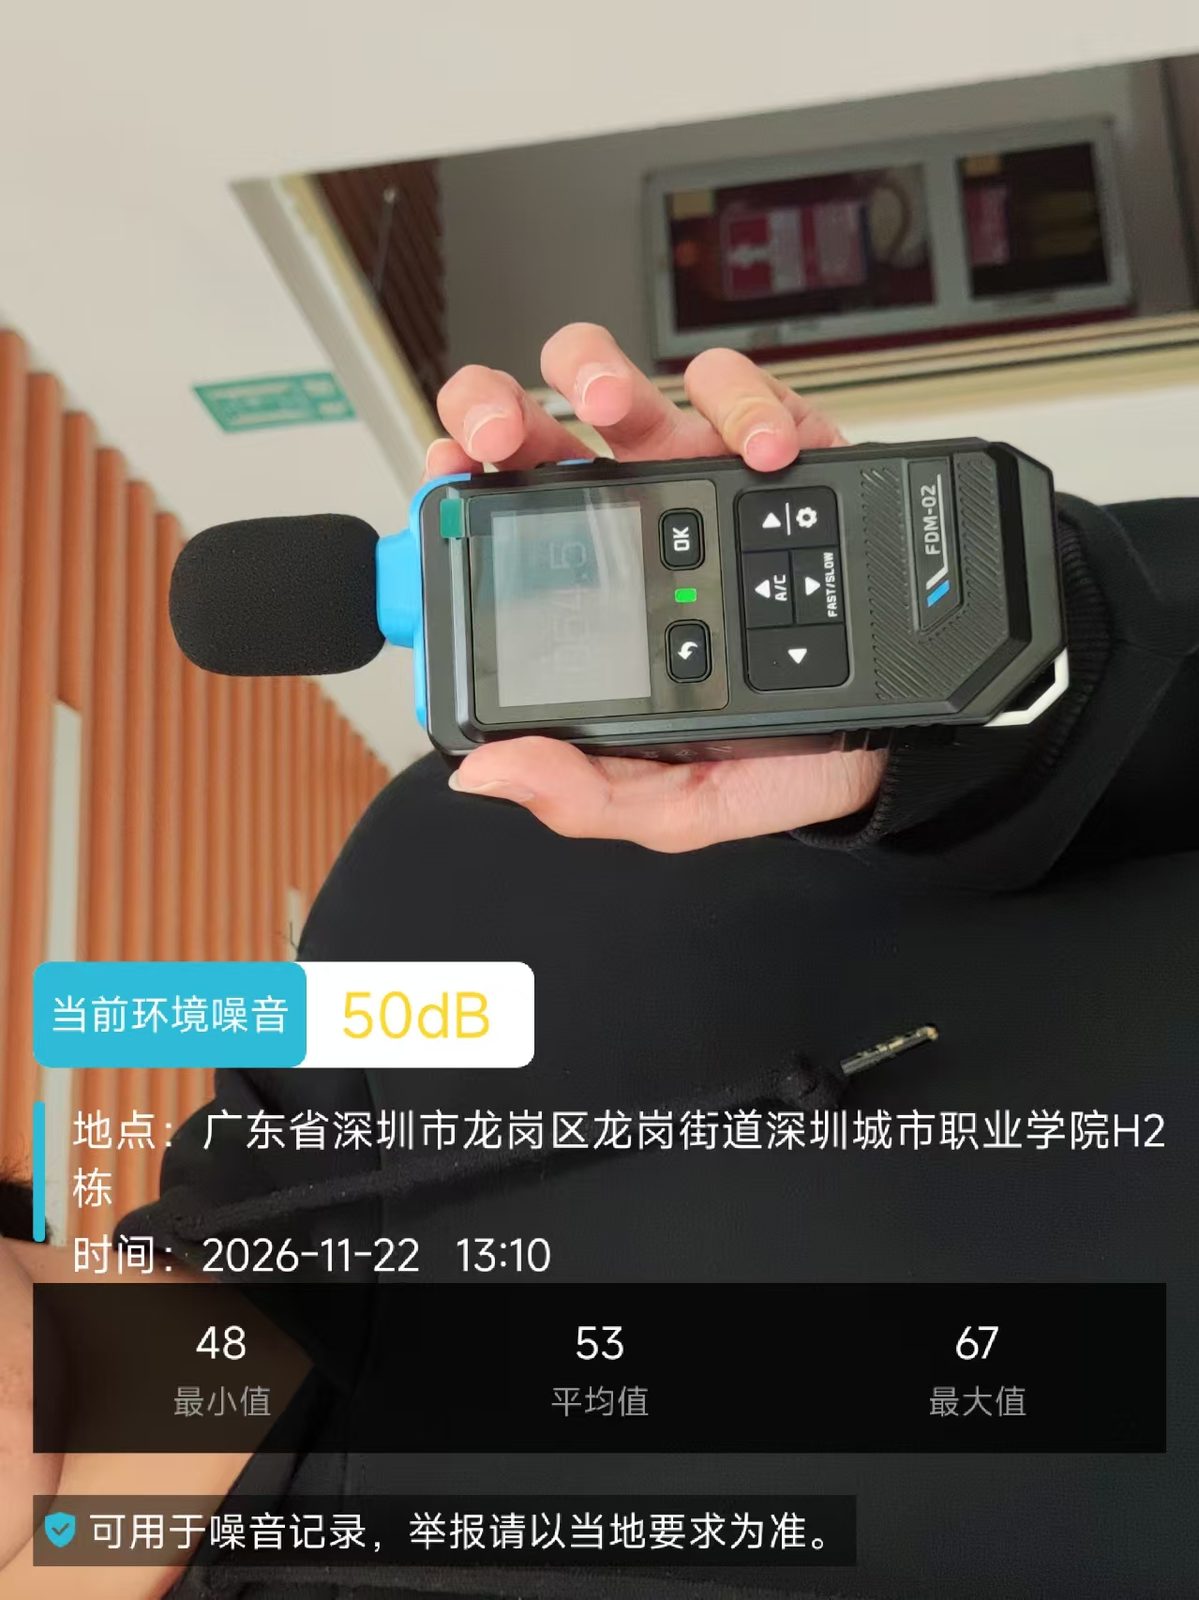 OK
A/C
FAST/SLOW
FDM-02
当前环境噪音 50dB
地点：广东省深圳市龙岗区龙岗街道深圳城市职业学院H2
栋
时间：2026-11-22 13:10
48 53 67
最小值 平均值 最大值
可用于噪音记录，举报请以当地要求为准。